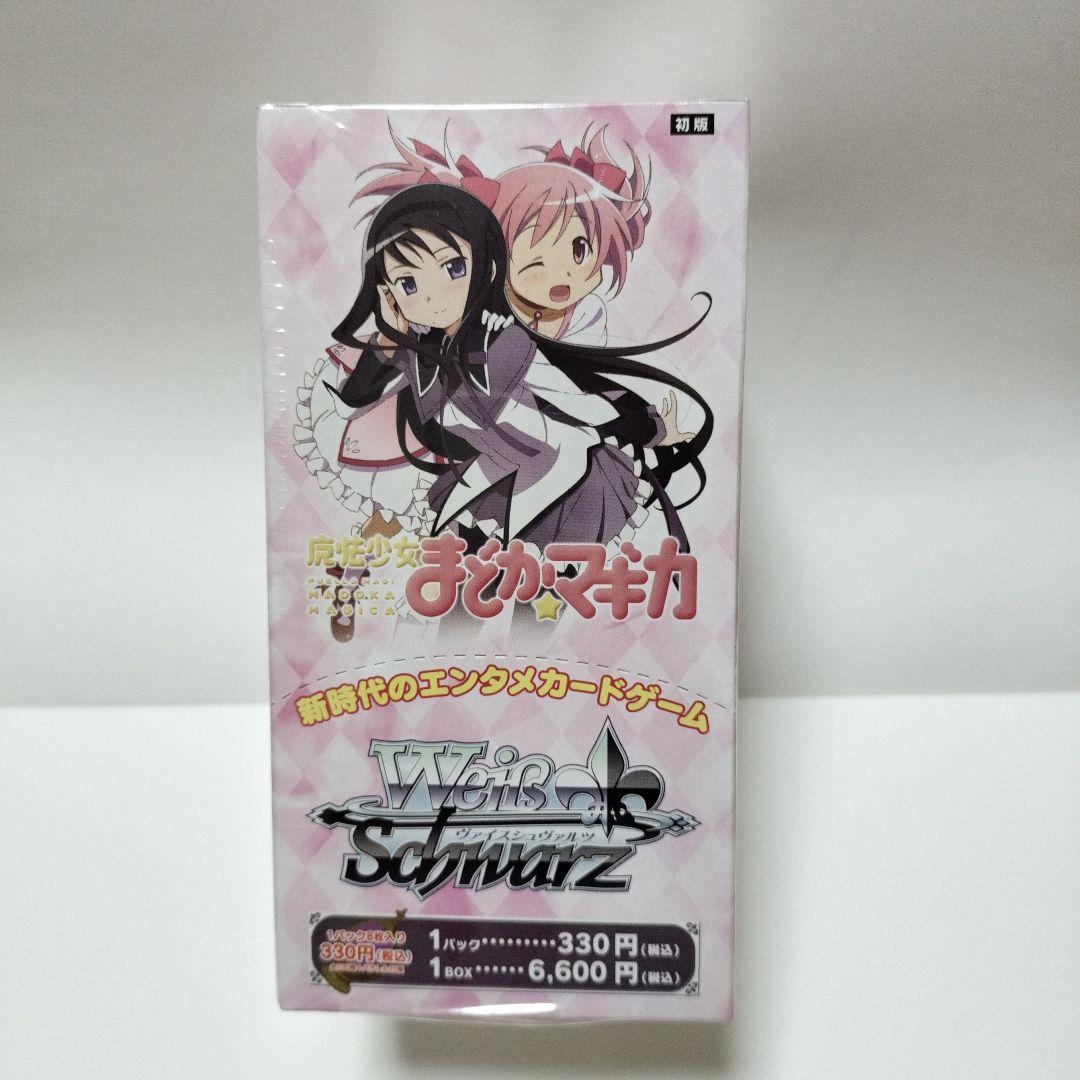 初版
魔法少女
まどか☆マギカ
PUELLA MAGI
MADOKA
MAGICA
新時代のエンタメカードゲーム
Weiß
ヴァイスシュヴァルツ
Schwarz
1パック8枚入り
330円(税込)
1パック………330円(税込)
1BOX……6,600円(税込)